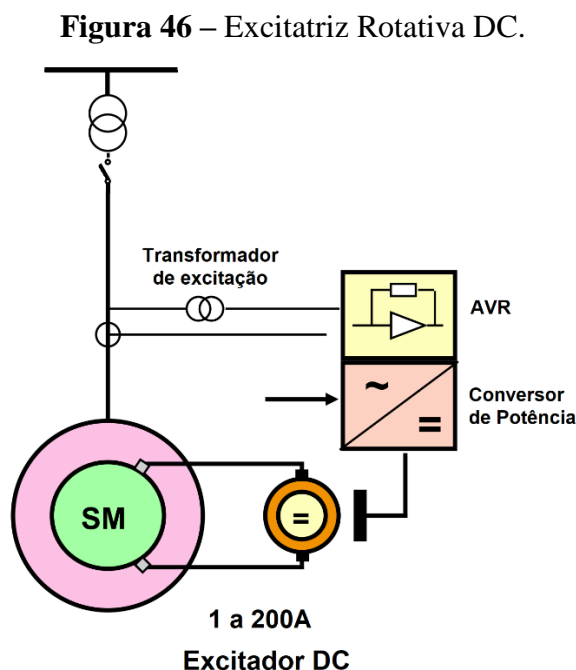 Figura 46 – Excitatriz Rotativa DC.
Transformador
de excitação
AVR
~
=
Conversor
de Potência
SM
=
1 a 200A
Excitador DC